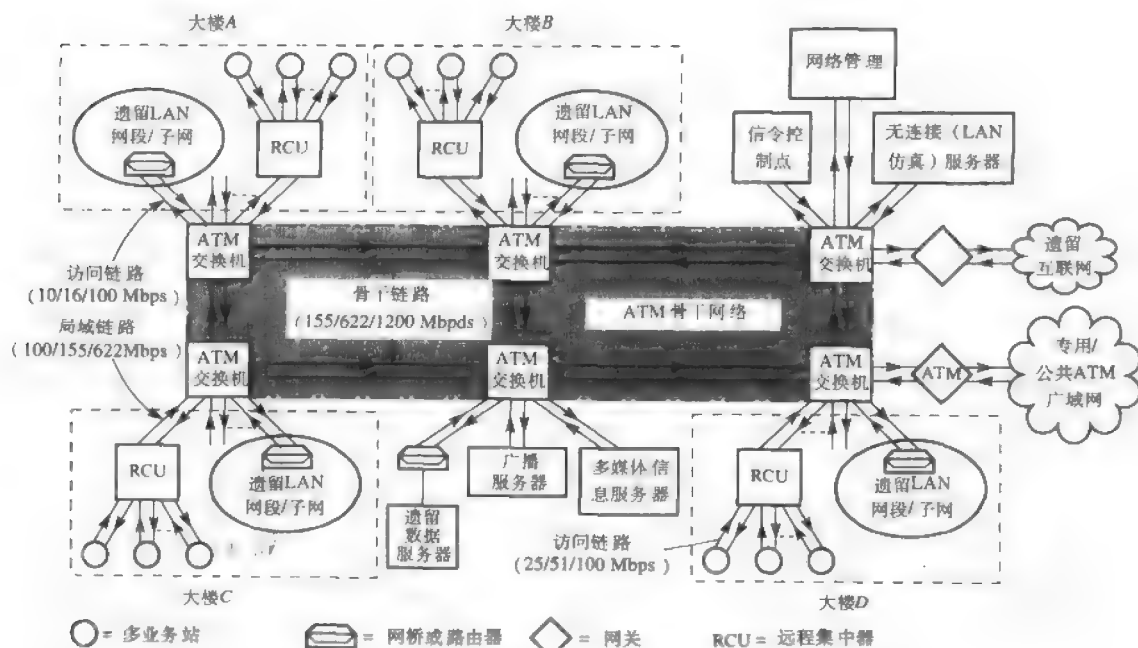 大楼A
大楼B
遗留LAN
网段/子网
RCU
RCU
遗留LAN
网段/子网
网络管理
信令控
制点
无连接（LAN
仿真）服务器
ATM
交换机
ATM
交换机
ATM
交换机
遗留
互联网
访问链路
(10/16/100 Mbps)
骨干链路
(155/622/1200 Mbpds)
ATM骨干网络
局域链路
(100/155/622Mbps)
ATM
交换机
ATM
交换机
ATM
交换机
ATM
专用/
公共ATM
广域网
RCU
遗留LAN
网段/子网
广播
服务器
多媒体信
息服务器
遗留
数据
服务器
RCU
遗留LAN
网段/子网
访问链路
(25/51/100 Mbps)
大楼C
大楼D
= 多业务站
= 网桥或路由器
= 网关
RCU= 远程集中器